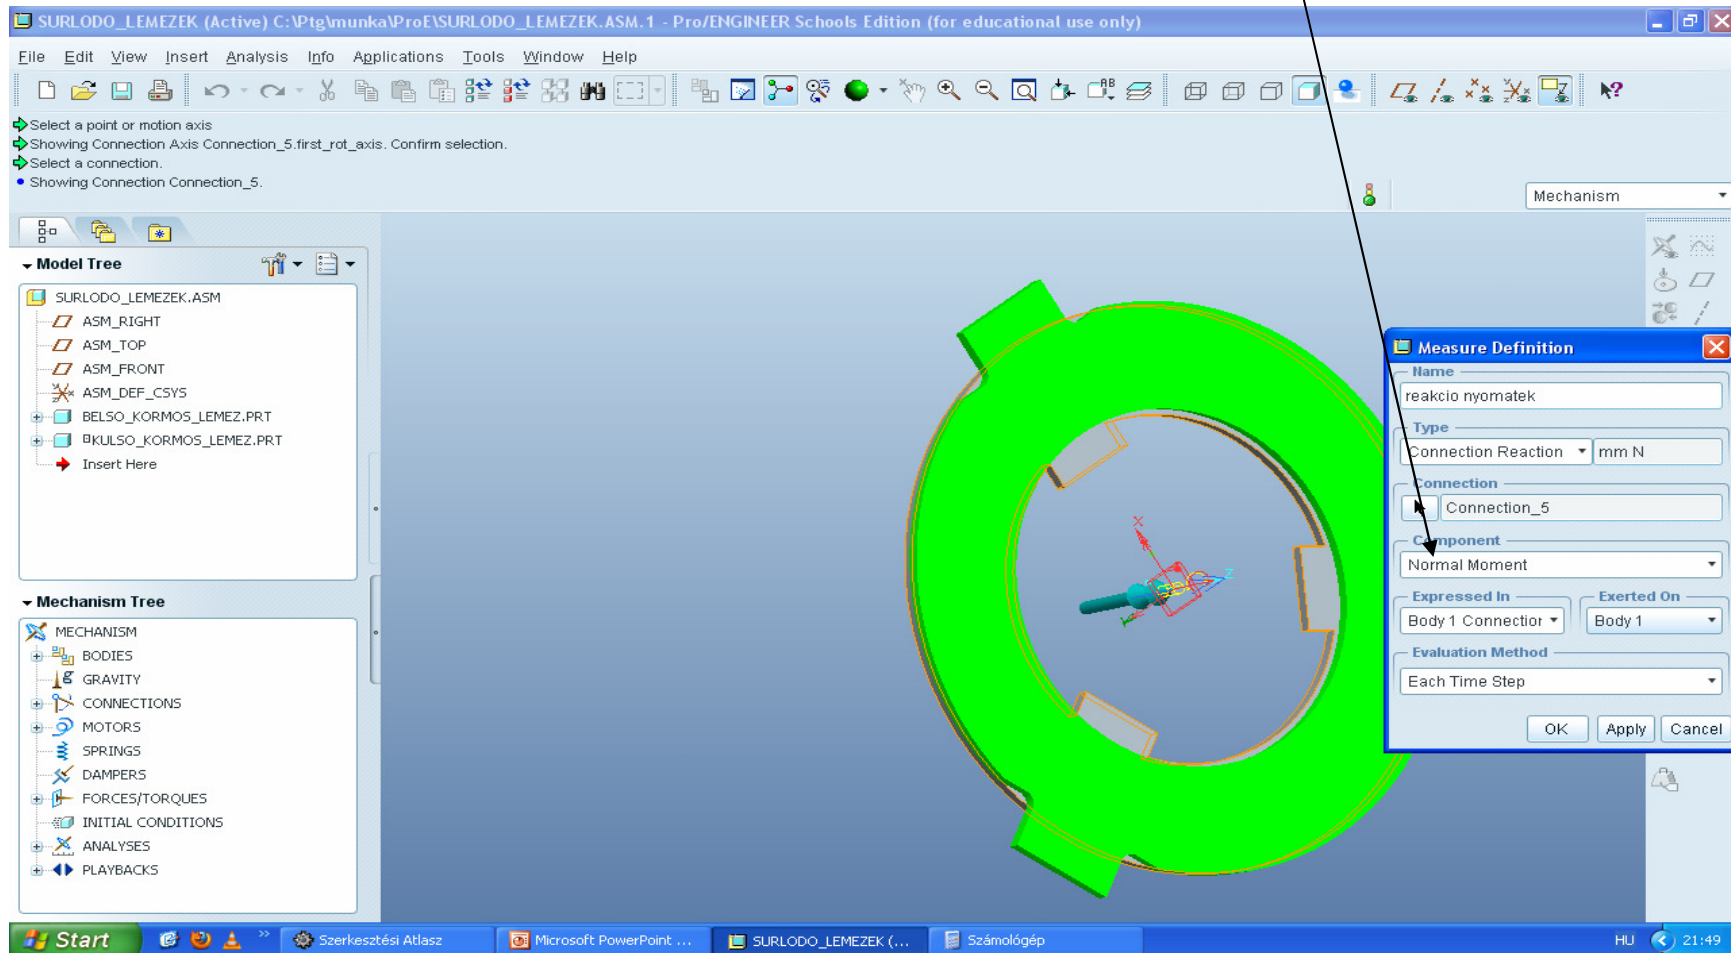 SURLODO_LEMEZEK (Active) C:\Ptg\munka\ProE\SURLODO_LEMEZEK.ASM.1 - Pro/ENGINEER Schools Edition (for educational use only)
File Edit View Insert Analysis Info Applications Tools Window Help
Select a point or motion axis
Showing Connection Axis Connection_5.first_rot_axis. Confirm selection.
Select a connection.
Showing Connection Connection_5.
Mechanism
Model Tree
SURLODO_LEMEZEK.ASM
ASM_RIGHT
ASM_TOP
ASM_FRONT
ASM_DEF_CSYS
BELSO_KORMOS_LEMEZ.PRT
KULSO_KORMOS_LEMEZ.PRT
Insert Here
Mechanism Tree
MECHANISM
BODIES
GRAVITY
CONNECTIONS
MOTORS
SPRINGS
DAMPERS
FORCES/TORQUES
INITIAL CONDITIONS
ANALYSES
PLAYBACKS
X
Z
Measure Definition
Name
reakcio nyomatek
Type
Connection Reaction mm N
Connection
Connection_5
Component
Normal Moment
Expressed In Exerted On
Body 1 Connection Body 1
Evaluation Method
Each Time Step
OK Apply Cancel
Start Szerkesztési Atlasz Microsoft PowerPoint ... SURLODO_LEMEZEK (... Számológép HU 21:49